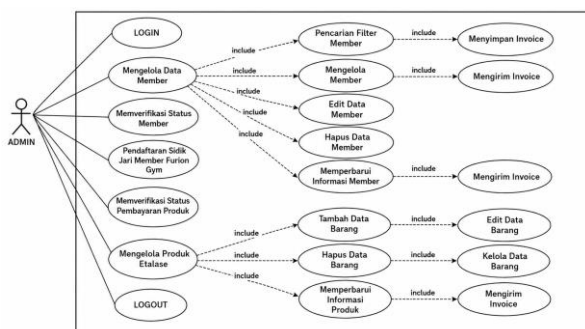 LOGIN
Mengelola Data
Member
Memverifikasi Status
Member
Pendaftaran Sidik
Jari Member Furion
Gym
Memverifikasi Status
Pembayaran Produk
Mengelola Produk
Etalase
LOGOUT
ADMIN
include
include
include
include
include
Pencarian Filter
Member
include
Menyimpan Invoice
Mengelola
Member
include
Mengirim Invoice
Edit Data
Member
Hapus Data
Member
Memperbarui
Informasi Member
include
Mengirim Invoice
include
include
include
Tambah Data
Barang
include
Edit Data
Barang
Hapus Data
Barang
include
Kelola Data
Barang
Memperbarui
Informasi
Produk
include
Mengirim
Invoice